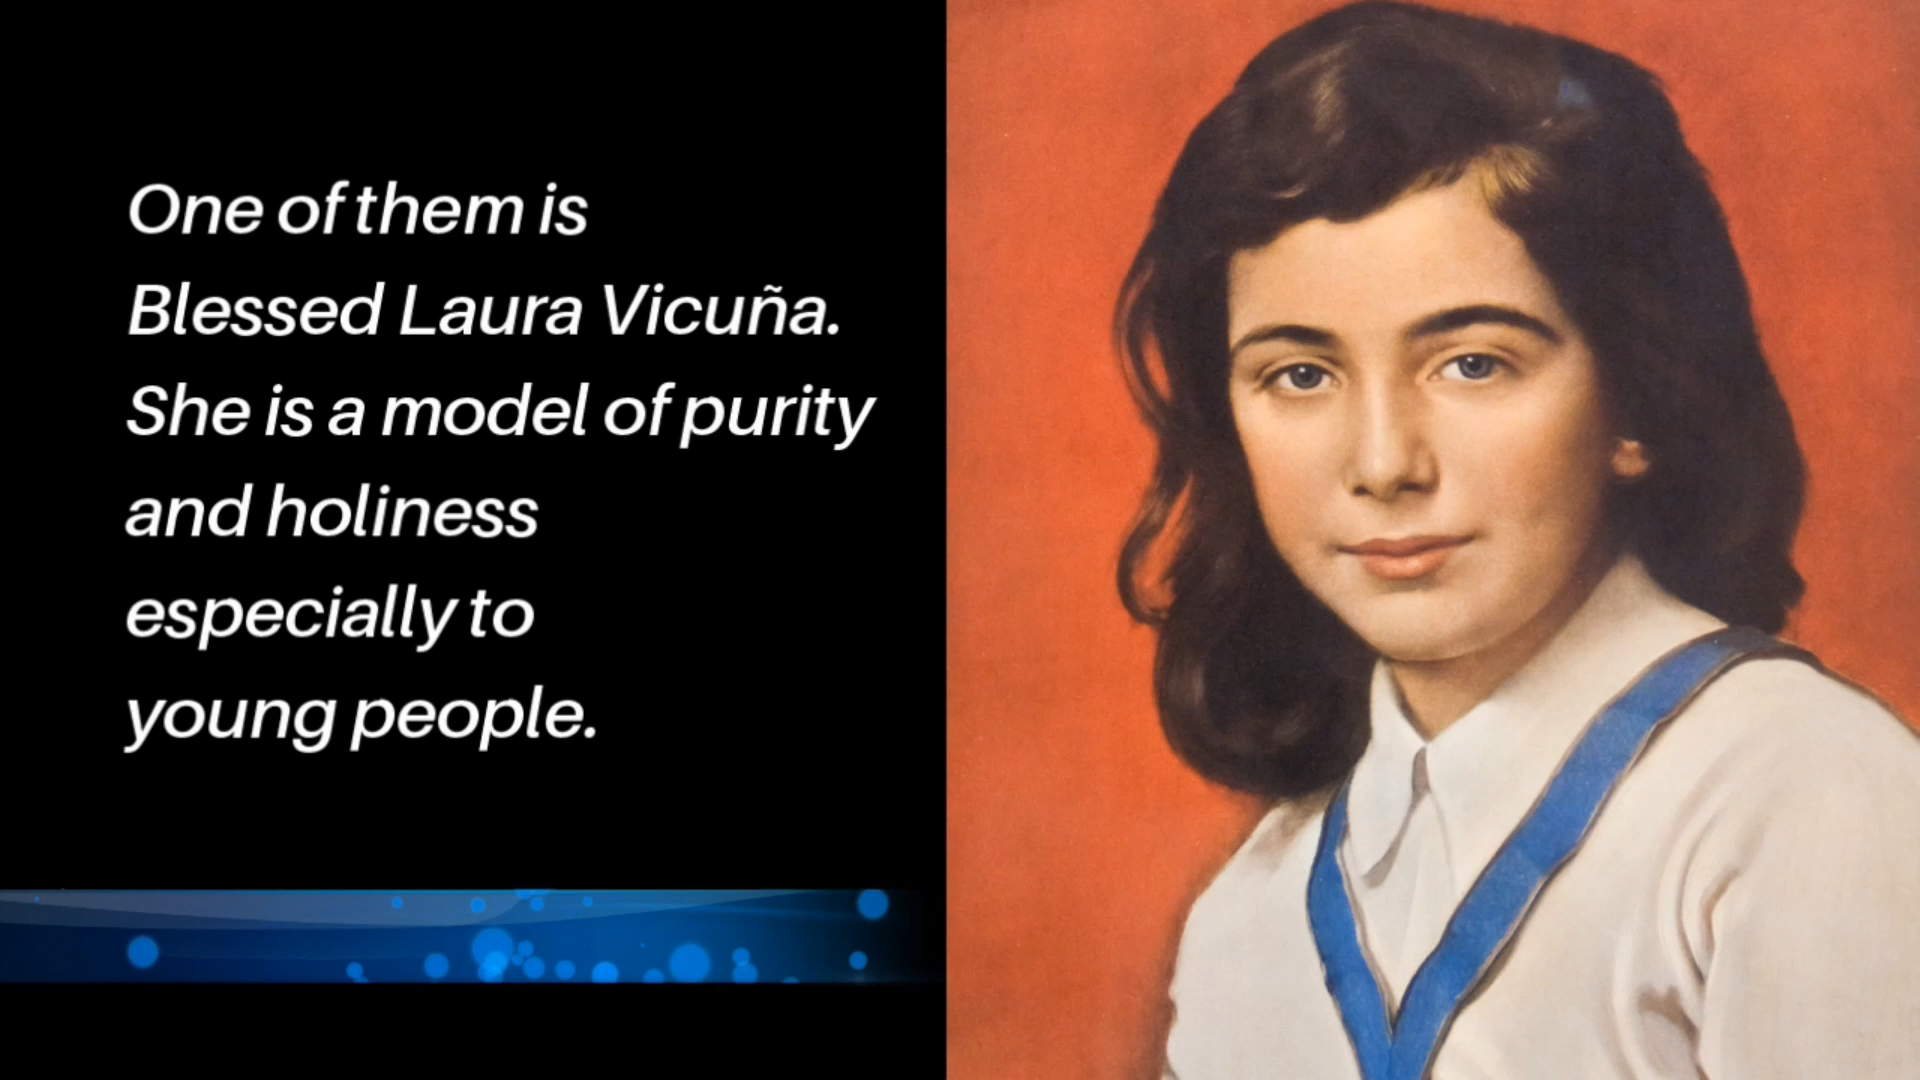 One of them is
Blessed Laura Vicuña.
She is a model of purity
and holiness
especially to
young people.